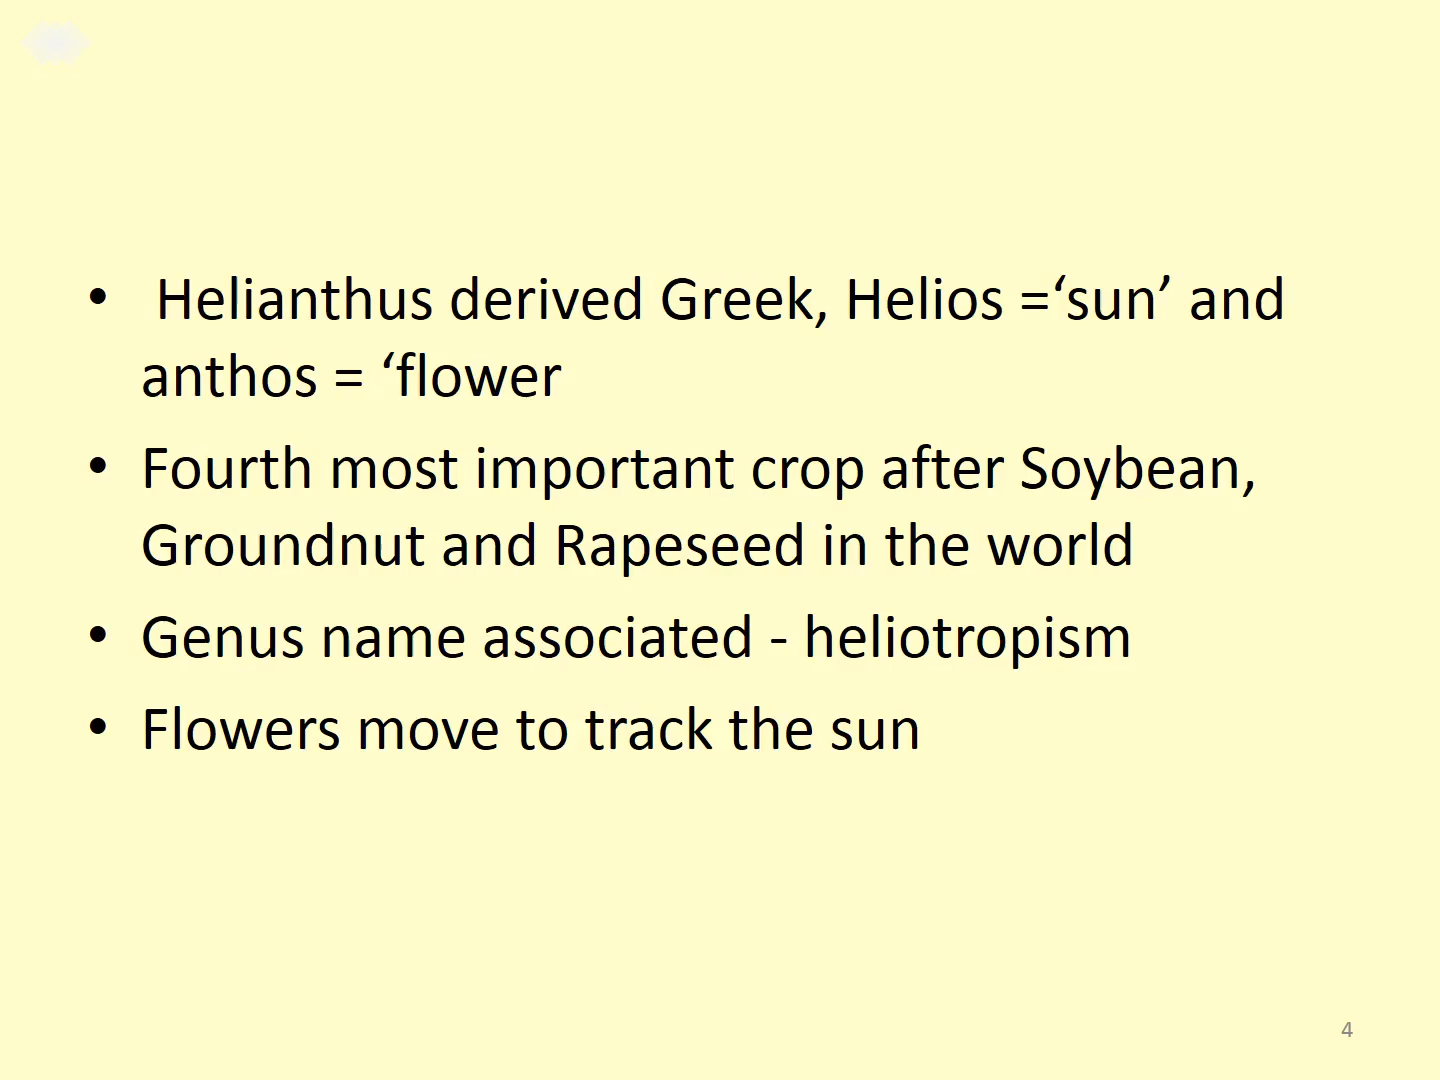 • Helianthus derived Greek, Helios =‘sun’ and
anthos = ‘flower
• Fourth most important crop after Soybean,
Groundnut and Rapeseed in the world
• Genus name associated - heliotropism
• Flowers move to track the sun
4